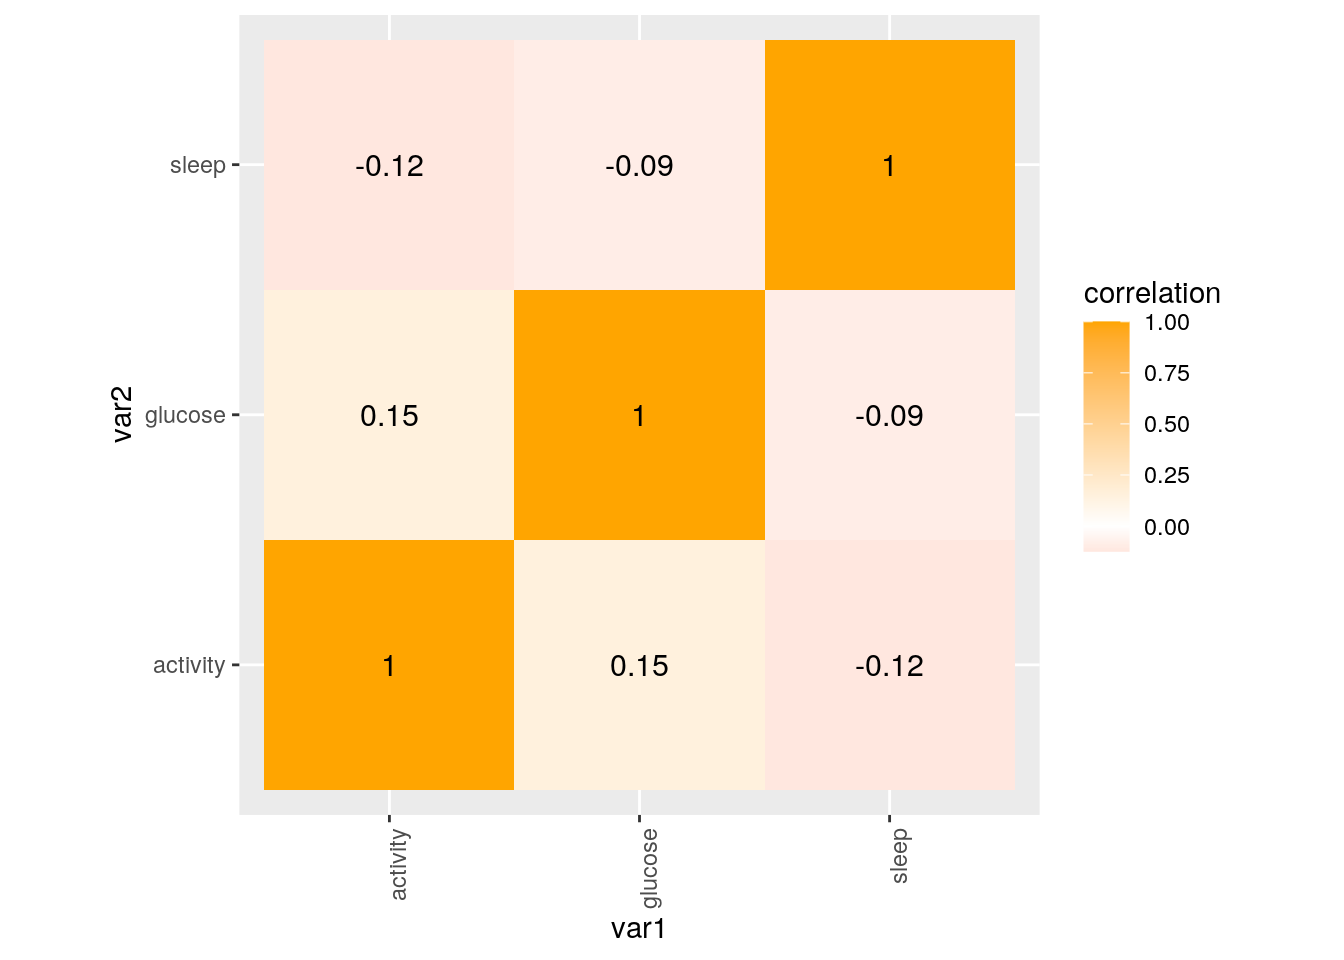 sleep
-0.12
-0.09
1
glucose
0.15
1
-0.09
activity
1
0.15
-0.12
var2
activity
glucose
sleep
var1
correlation
1.00
0.75
0.50
0.25
0.00